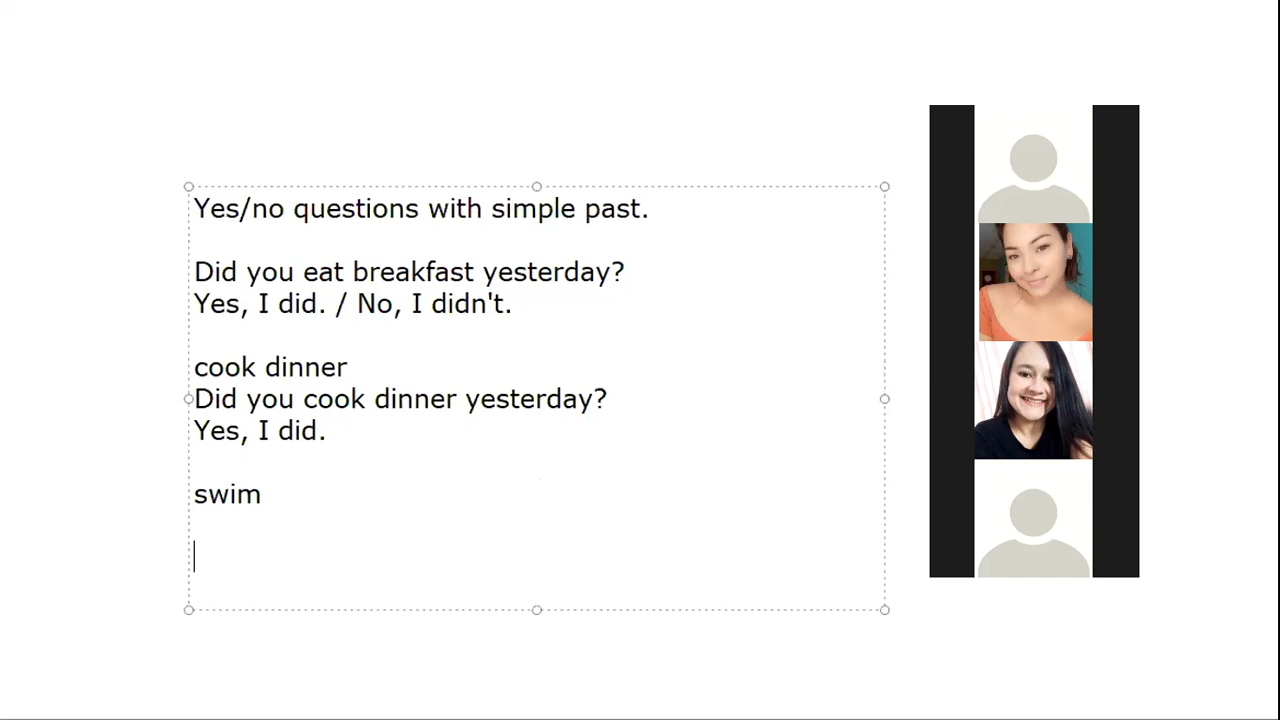 Yes/no questions with simple past.
Did you eat breakfast yesterday?
Yes, I did. / No, I didn't.
cook dinner
Did you cook dinner yesterday?
Yes, I did.
swim